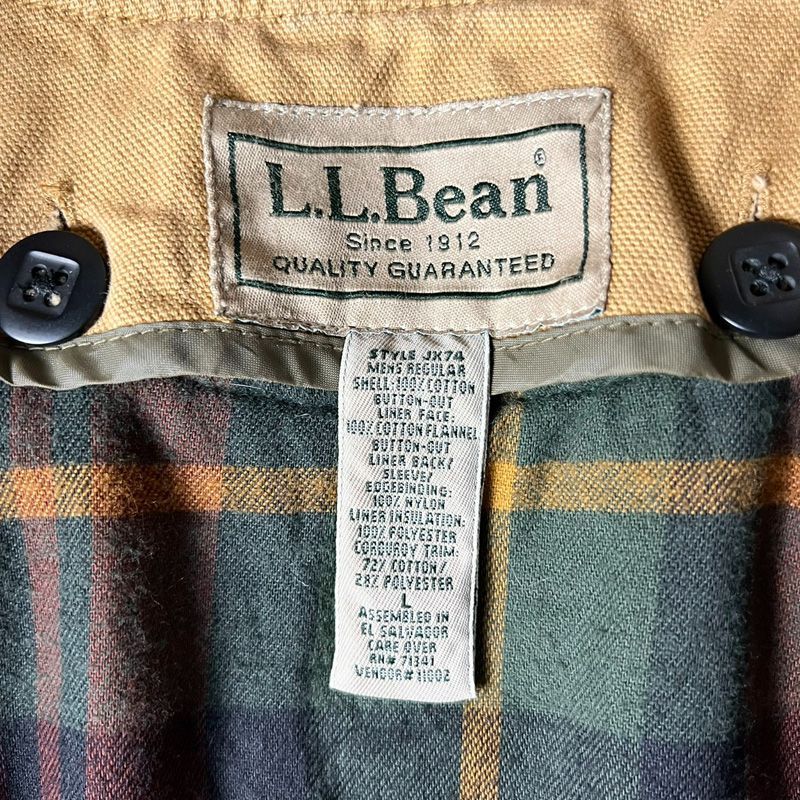 L.L.Bean®
Since 1912
QUALITY GUARANTEED
STYLE JX74
MENS REGULAR
SHELL: 100% COTTON
BUTTON-OUT
LINER FACE:
100% COTTON FLANNEL
BUTTON-OUT
LINER BACK/
SLEEVE/
EDGEBINDING:
100% NYLON
LINER INSULATION:
100% POLYESTER
CORDUROY TRIM:
72% COTTON/
28% POLYESTER
L
ASSEMBLED IN
EL SALVADOR
CARE OVER
RN# 71341
VENDOR# 11002